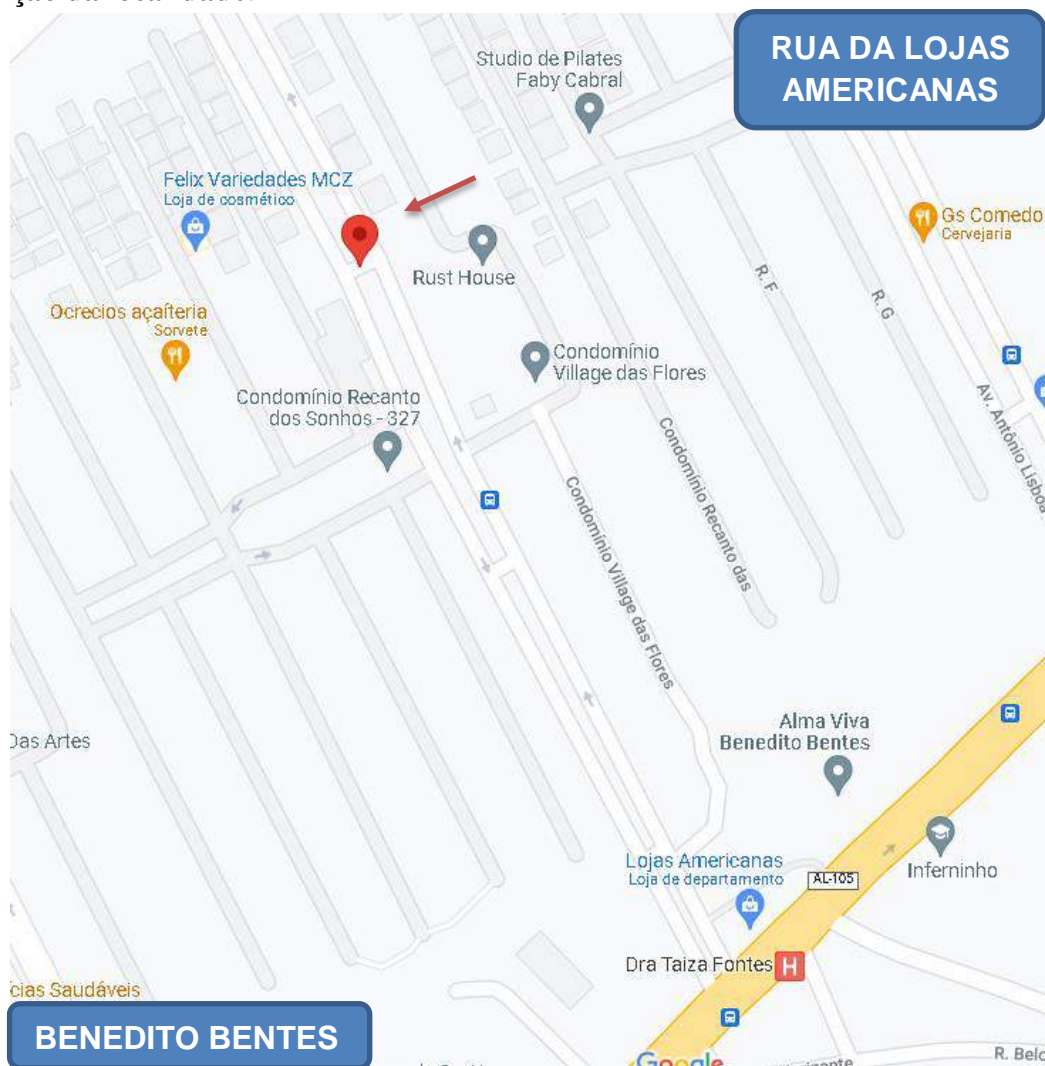 RUA DA LOJAS
AMERICANAS
Studio de Pilates
Faby Cabral
Felix Variedades MCZ
Loja de cosmético
Gs Comedo
Cervejaria
Rust House
R. F
R. G
Ocrecios açaíteria
Sorvete
Condomínio
Village das Flores
Condomínio Recanto
dos Sonhos - 327
Av. Antônio Lisboa
Condomínio Recanto das
Condomínio Village das Flores
Das Artes
Alma Viva
Benedito Bentes
Lojas Americanas
Loja de departamento
AL-105
Inferninho
Dra Taiza Fontes
H
cias Saudáveis
BENEDITO BENTES
Google
R. Belo